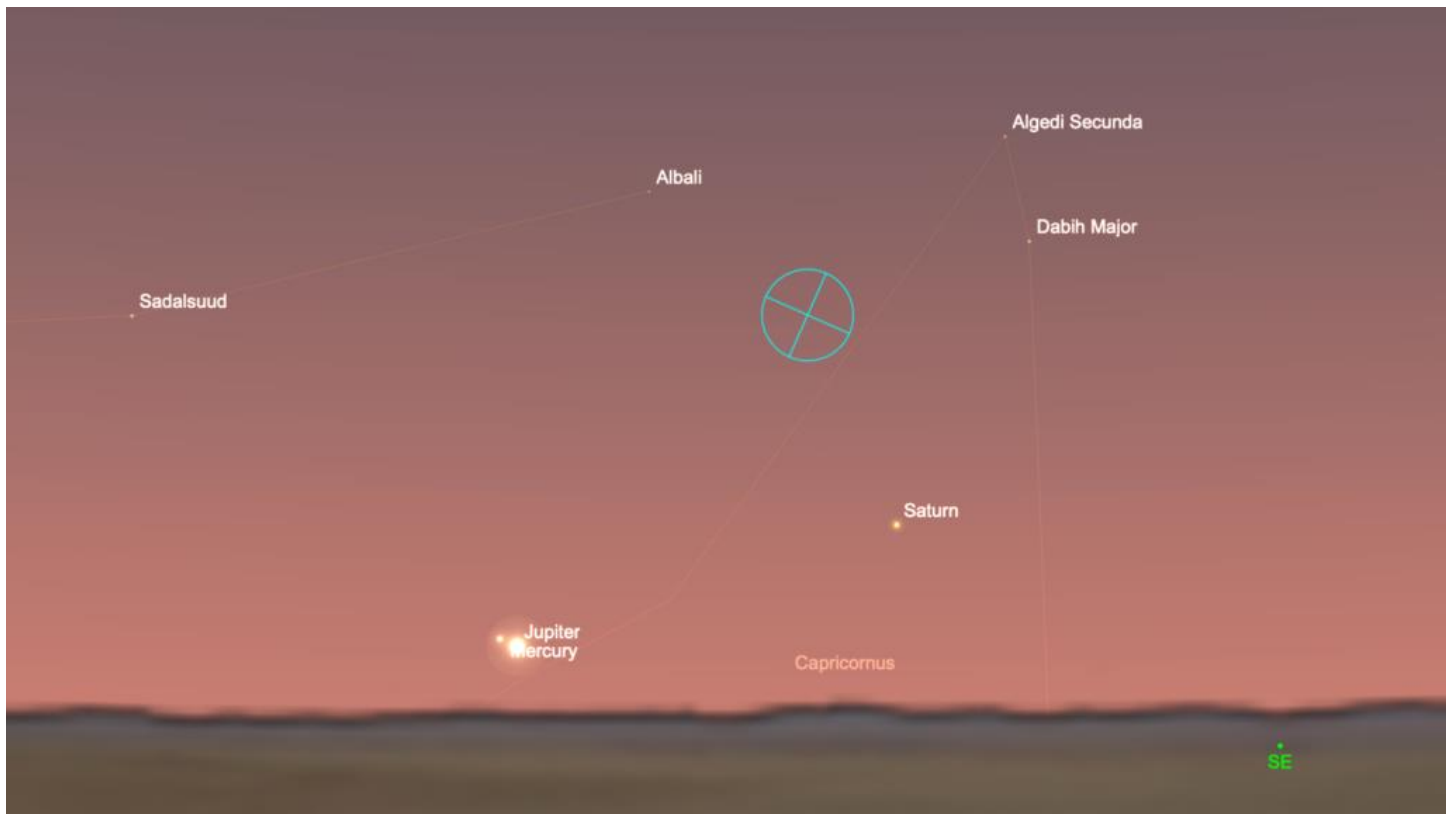 Algedi Secunda
Albali
Dabih Major
Sadalsuud
Saturn
Jupiter
Mercury
Capricornus
SE